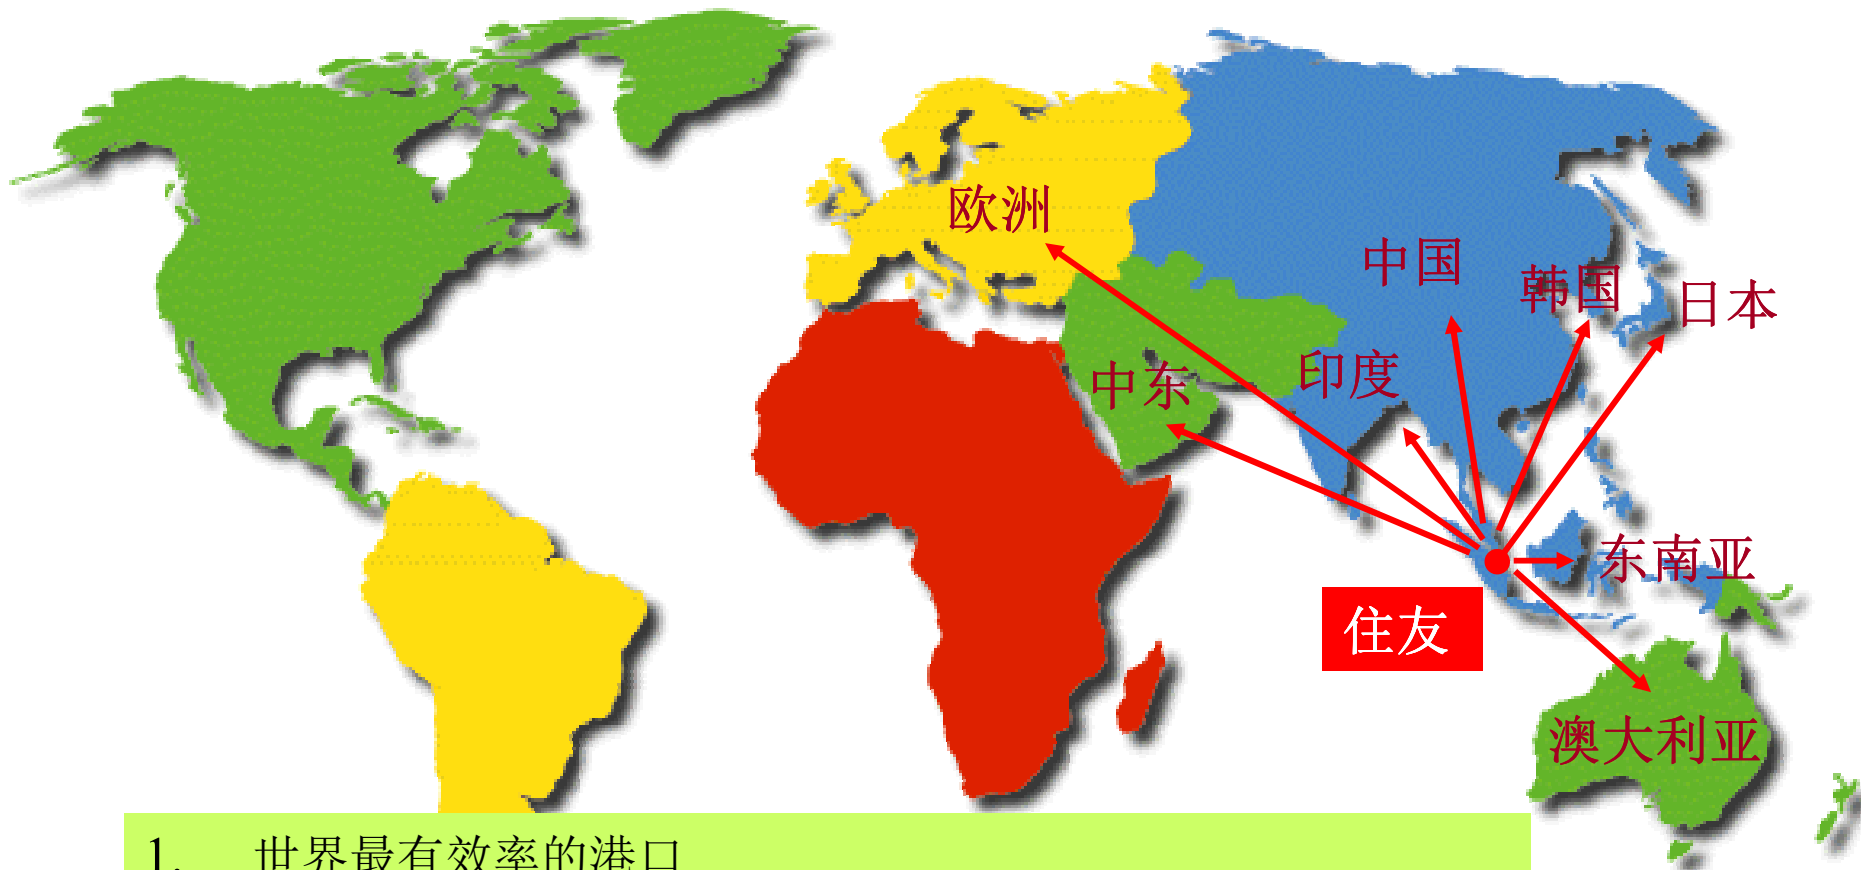 欧洲
中国
韩国
日本
中东
印度
东南亚
住友
澳大利亚
1. 世界最有效率的港口